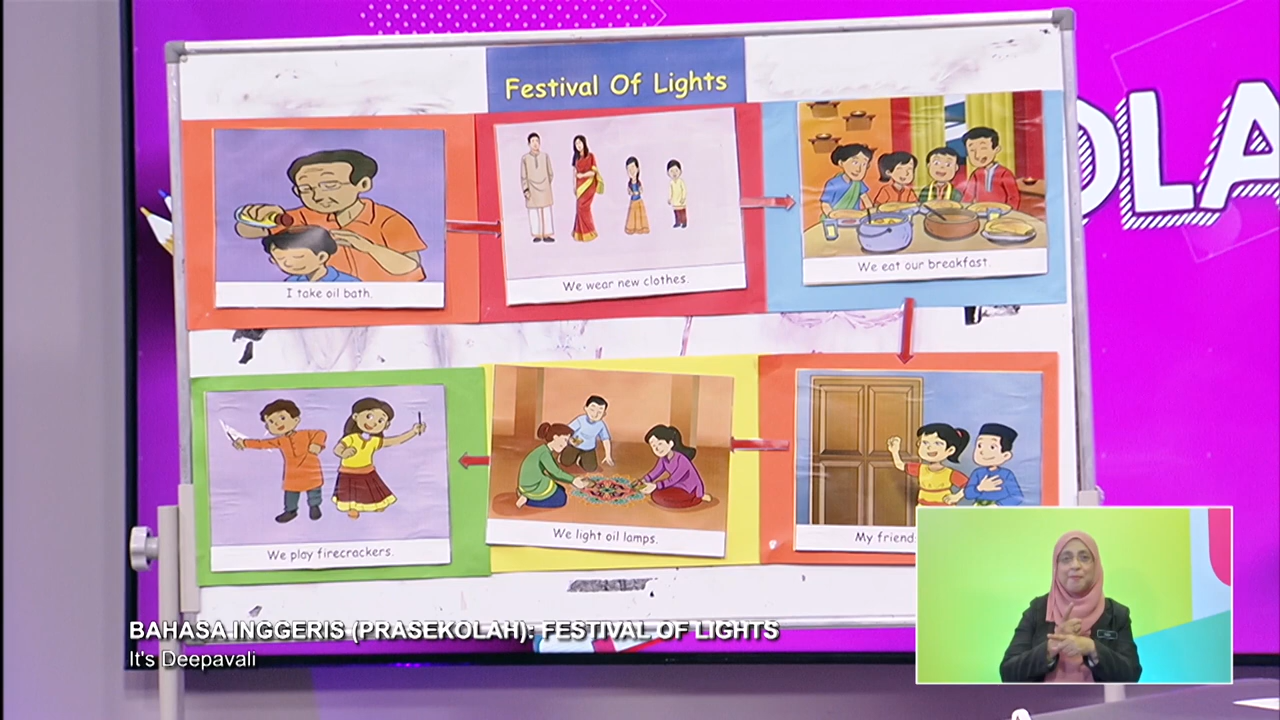 Festival Of Lights
I take oil bath.
We wear new clothes.
We eat our breakfast.
We play firecrackers.
We light oil lamps.
My friend
OLA
BAHASA INGGERIS (PRASEKOLAH): FESTIVAL OF LIGHTS
It's Deepavali